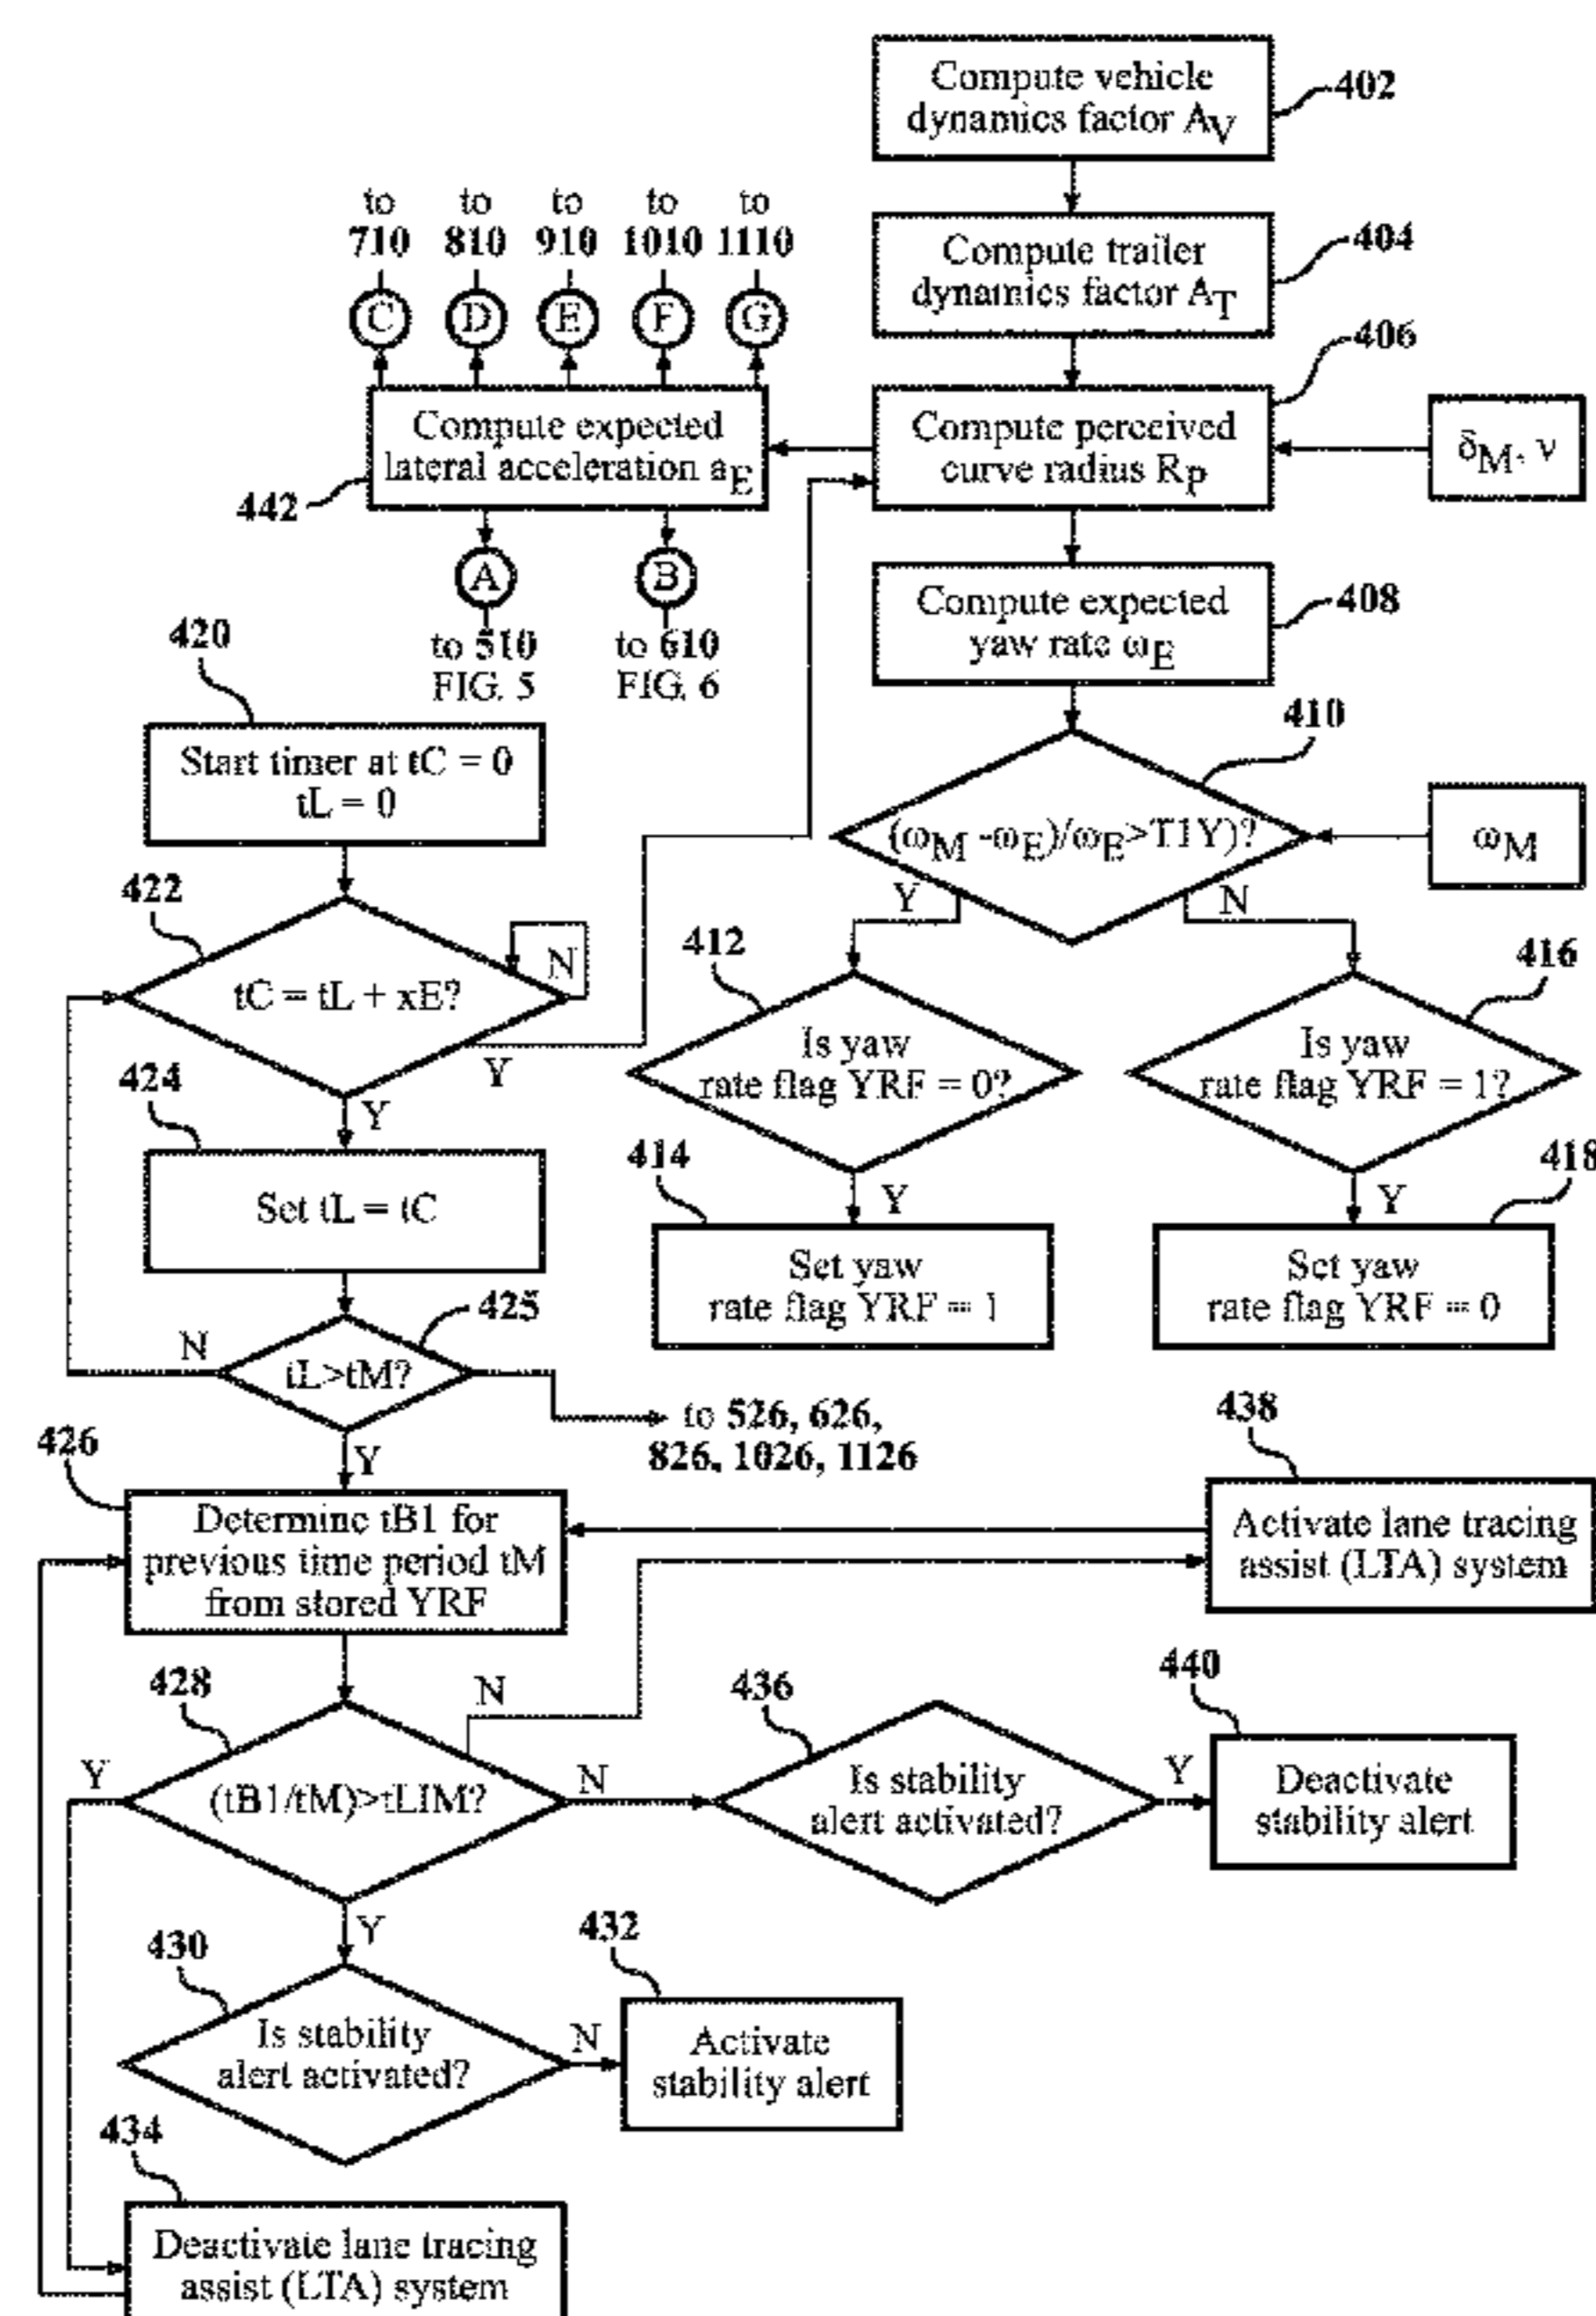 Compute vehicle
dynamics factor AV
402
Compute trailer
dynamics factor AT
404
to
710
to
810
to
910
to
1010
to
1110
C
D
E
F
G
406
Compute expected
lateral acceleration aE
442
Compute perceived
curve radius RP
δM, v
A
B
to 510
FIG. 5
to 610
FIG. 6
Compute expected
yaw rate ωE
408
420
Start timer at tC = 0
tL = 0
410
(ωM -ωE)/ωE>T1Y)?
ωM
Y
N
422
tC = tL + xE?
N
Y
Y
412
Is yaw
rate flag YRF = 0?
Y
416
Is yaw
rate flag YRF = 1?
Y
424
Set tL = tC
414
Set yaw
rate flag YRF = 1
418
Set yaw
rate flag YRF = 0
425
tL>tM?
N
Y
to 526, 626,
826, 1026, 1126
426
Determine tB1 for
previous time period tM
from stored YRF
438
Activate lane tracing
assist (LTA) system
428
(tB1/tM)>tLIM?
Y
N
N
Y
436
Is stability
alert activated?
Y
440
Deactivate
stability alert
430
Is stability
alert activated?
N
432
Activate
stability alert
434
Deactivate lane tracing
assist (LTA) system